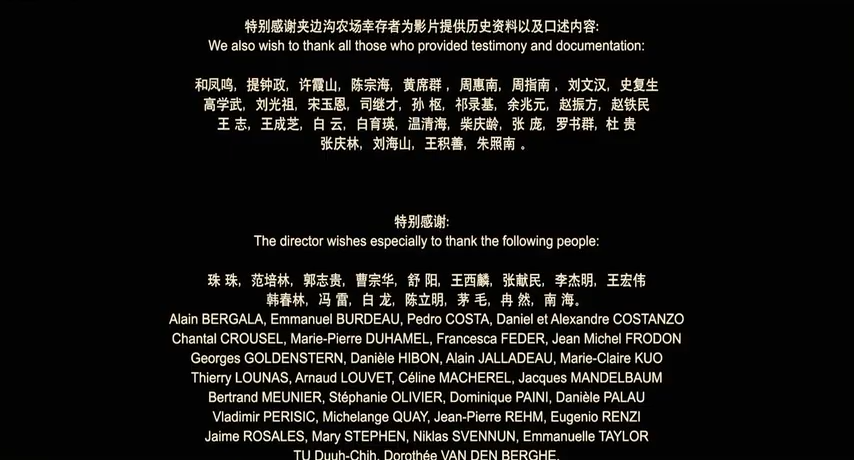 特别感谢夹边沟农场幸存者为影片提供历史资料以及口述内容:
We also wish to thank all those who provided testimony and documentation:
和凤鸣, 提钟政, 许霞山, 陈宗海, 黄席群, 周惠南, 周指南, 刘文汉, 史复生
高学武, 刘光祖, 宋玉恩, 司继才, 孙 枢, 祁录基, 余兆元, 赵振方, 赵铁民
王 志, 王成芝, 白 云, 白育瑛, 温清海, 柴庆龄, 张 庞, 罗书群, 杜 贵
张庆林, 刘海山, 王积善, 朱照南 。
特别感谢:
The director wishes especially to thank the following people:
珠 珠, 范培林, 郭志贵, 曹宗华, 舒 阳, 王西麟, 张献民, 李杰明, 王宏伟
韩春林, 冯 雷, 白 龙, 陈立明, 茅 毛, 冉 然, 南 海。
Alain BERGALA, Emmanuel BURDEAU, Pedro COSTA, Daniel et Alexandre COSTANZO
Chantal CROUSEL, Marie-Pierre DUHAMEL, Francesca FEDER, Jean Michel FRODON
Georges GOLDENSTERN, Danièle HIBON, Alain JALLADEAU, Marie-Claire KUO
Thierry LOUNAS, Arnaud LOUVET, Céline MACHEREL, Jacques MANDELBAUM
Bertrand MEUNIER, Stéphanie OLIVIER, Dominique PAINI, Danièle PALAU
Vladimir PERISIC, Michelange QUAY, Jean-Pierre REHM, Eugenio RENZI
Jaime ROSALES, Mary STEPHEN, Niklas SVENNUN, Emmanuelle TAYLOR
TU Duuh-Chih, Dorothée VAN DEN BERGHE,